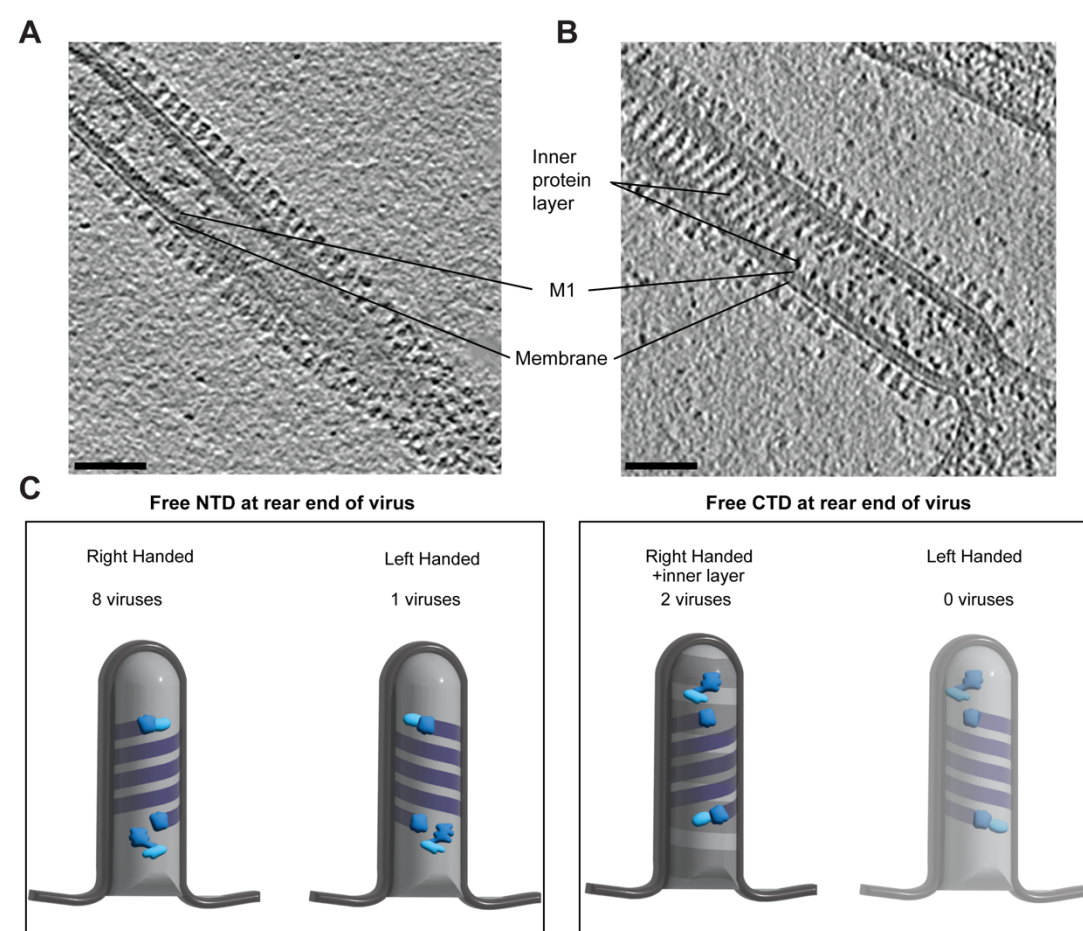 A
B
Inner
protein
layer
M1
Membrane
C
Free NTD at rear end of virus
Free CTD at rear end of virus
Right Handed
8 viruses
Left Handed
1 viruses
Right Handed
+inner layer
2 viruses
Left Handed
0 viruses